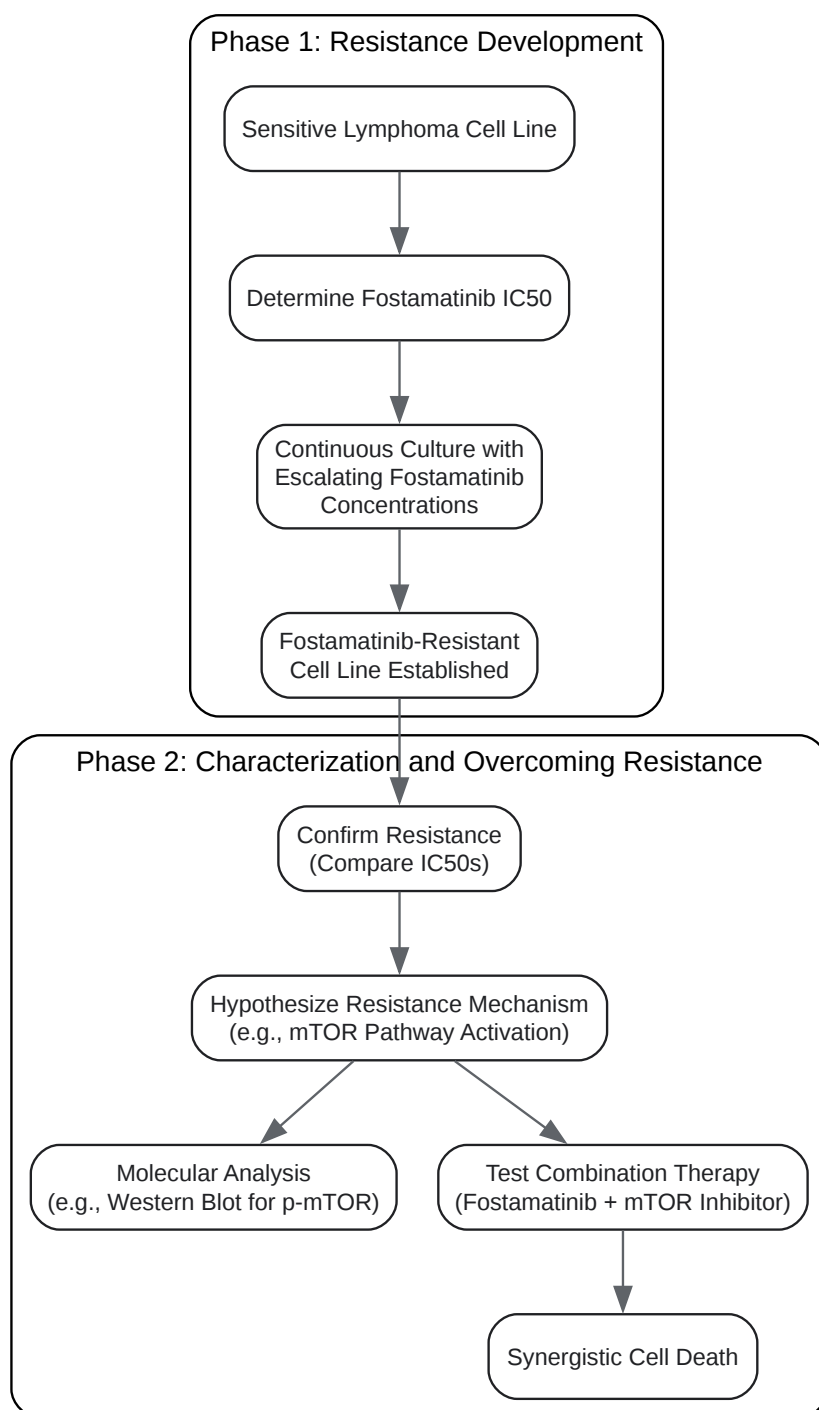 Phase 1: Resistance Development
Sensitive Lymphoma Cell Line
Determine Fostamatinib IC50
Continuous Culture with
Escalating Fostamatinib
Concentrations
Fostamatinib-Resistant
Cell Line Established
Phase 2: Characterization and Overcoming Resistance
Confirm Resistance
(Compare IC50s)
Hypothesize Resistance Mechanism
(e.g., mTOR Pathway Activation)
Molecular Analysis
(e.g., Western Blot for p-mTOR)
Test Combination Therapy
(Fostamatinib + mTOR Inhibitor)
Synergistic Cell Death